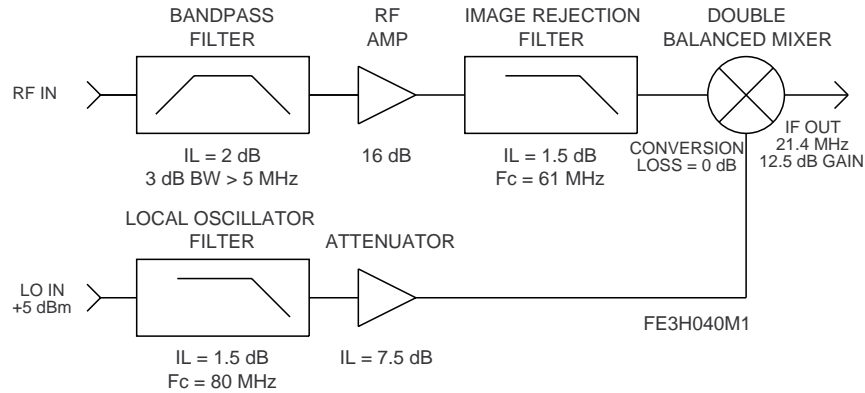 BANDPASS
FILTER
RF
AMP
IMAGE REJECTION
FILTER
DOUBLE
BALANCED MIXER
RF IN
IL = 2 dB
3 dB BW > 5 MHz
16 dB
IL = 1.5 dB
Fc = 61 MHz
CONVERSION
LOSS = 0 dB
IF OUT
21.4 MHz
12.5 dB GAIN
LOCAL OSCILLATOR
FILTER
ATTENUATOR
LO IN
+5 dBm
IL = 1.5 dB
Fc = 80 MHz
IL = 7.5 dB
FE3H040M1